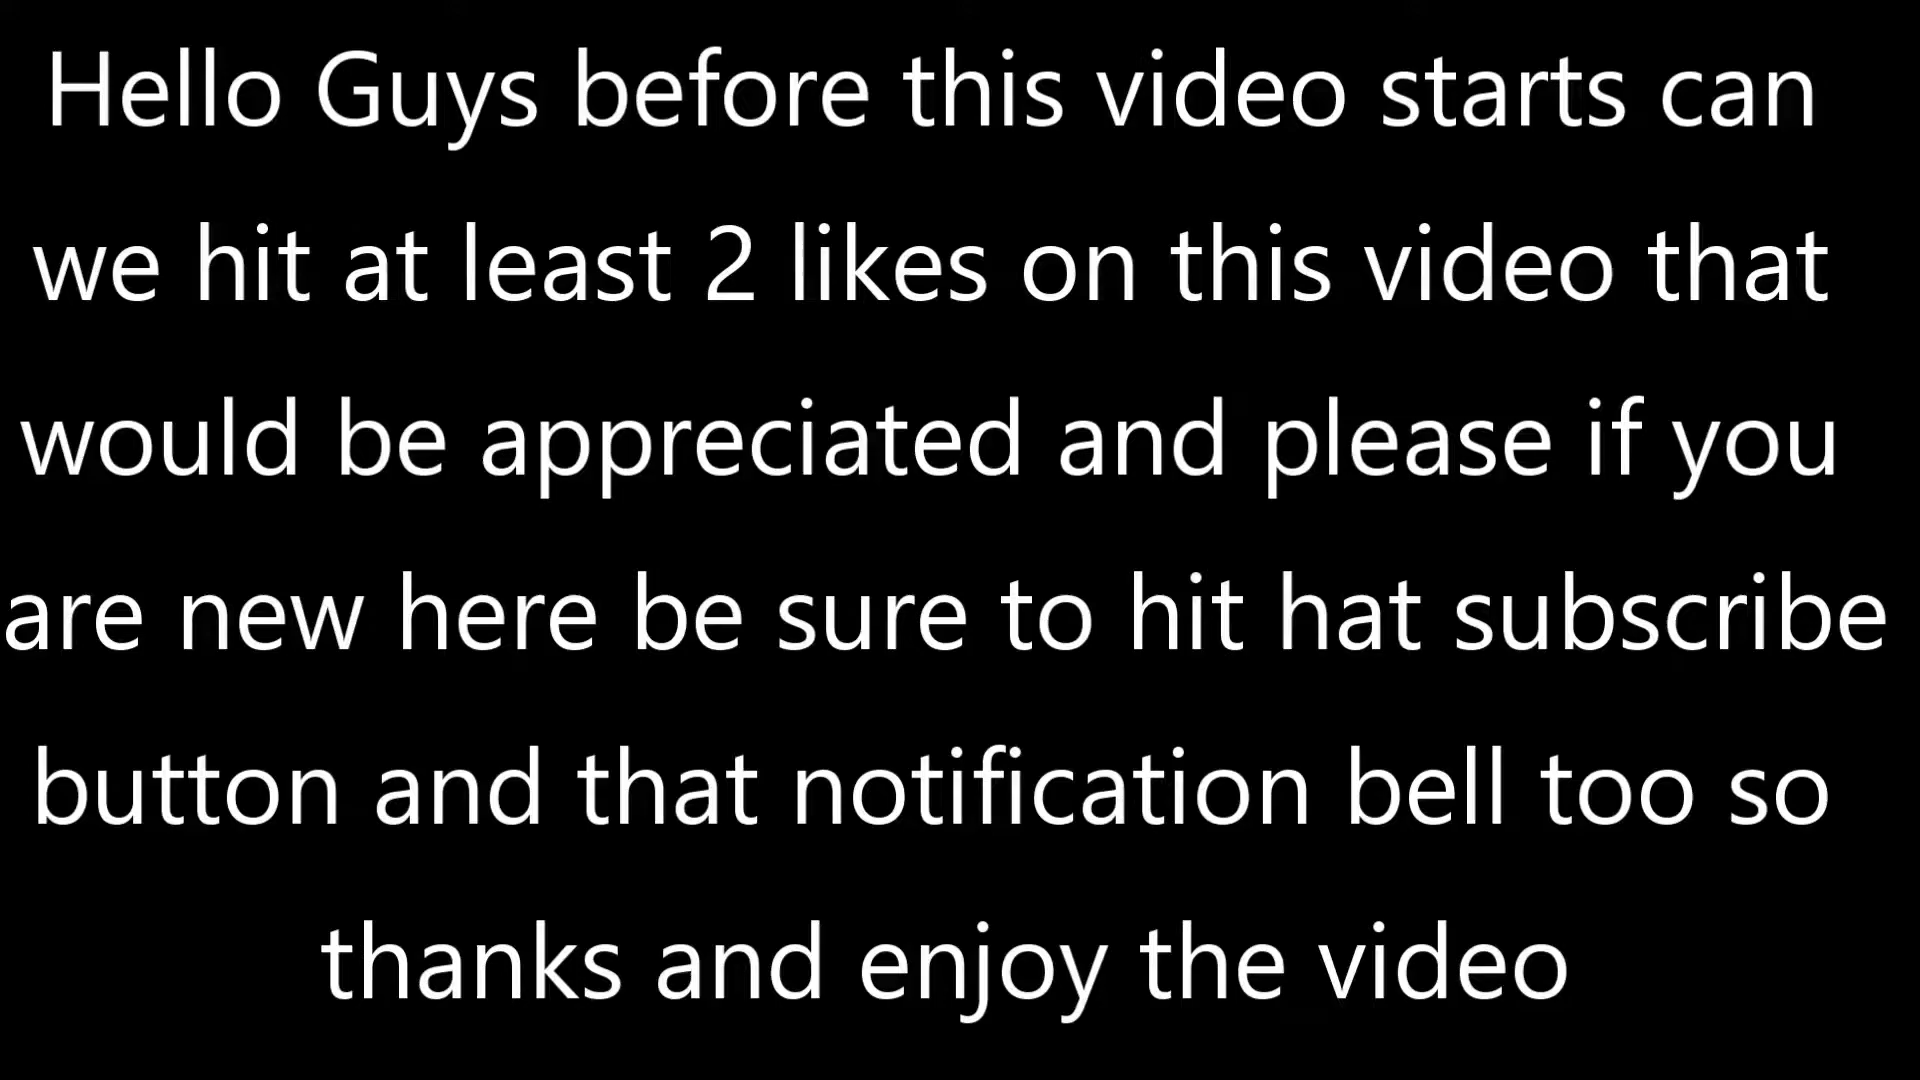 Hello Guys before this video starts can
we hit at least 2 likes on this video that
would be appreciated and please if you
are new here be sure to hit hat subscribe
button and that notification bell too so
thanks and enjoy the video